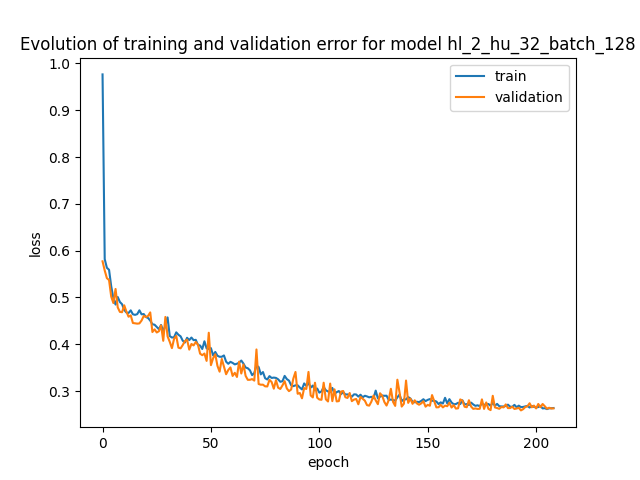 Evolution of training and validation error for model hl_2_hu_32_batch_128
train
validation
1.0
0.9
0.8
0.7
0.6
0.5
0.4
0.3
loss
0
50
100
150
200
epoch